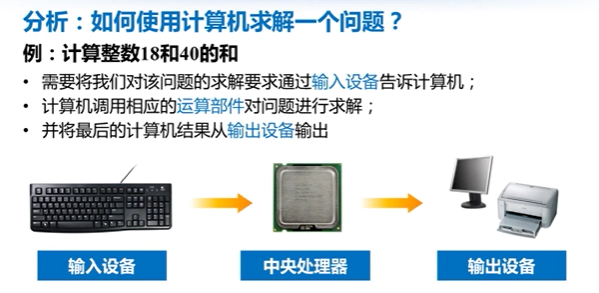 分析：如何使用计算机求解一个问题？
例：计算整数18和40的和
• 需要将我们对该问题的求解要求通过输入设备告诉计算机；
• 计算机调用相应的运算部件对问题进行求解；
• 并将最后的计算机结果从输出设备输出
输入设备
中央处理器
输出设备